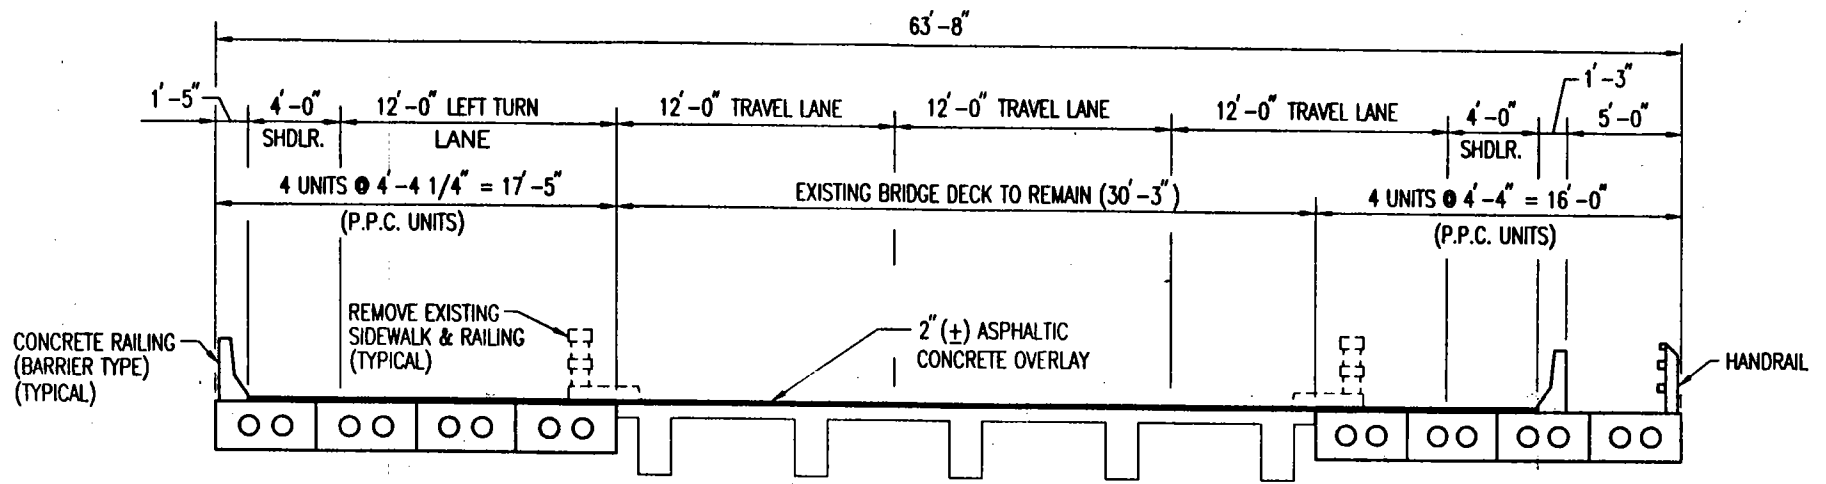 63'-8"
1'-5"
4'-0"
SHDLR.
12'-0" LEFT TURN
LANE
12'-0" TRAVEL LANE
12'-0" TRAVEL LANE
12'-0" TRAVEL LANE
4'-0"
SHDLR.
1'-3"
5'-0"
4 UNITS @ 4'-4 1/4" = 17'-5"
(P.P.C. UNITS)
EXISTING BRIDGE DECK TO REMAIN (30'-3")
4 UNITS @ 4'-4" = 16'-0"
(P.P.C. UNITS)
CONCRETE RAILING
(BARRIER TYPE)
(TYPICAL)
REMOVE EXISTING
SIDEWALK & RAILING
(TYPICAL)
2" (±) ASPHALTIC
CONCRETE OVERLAY
HANDRAIL